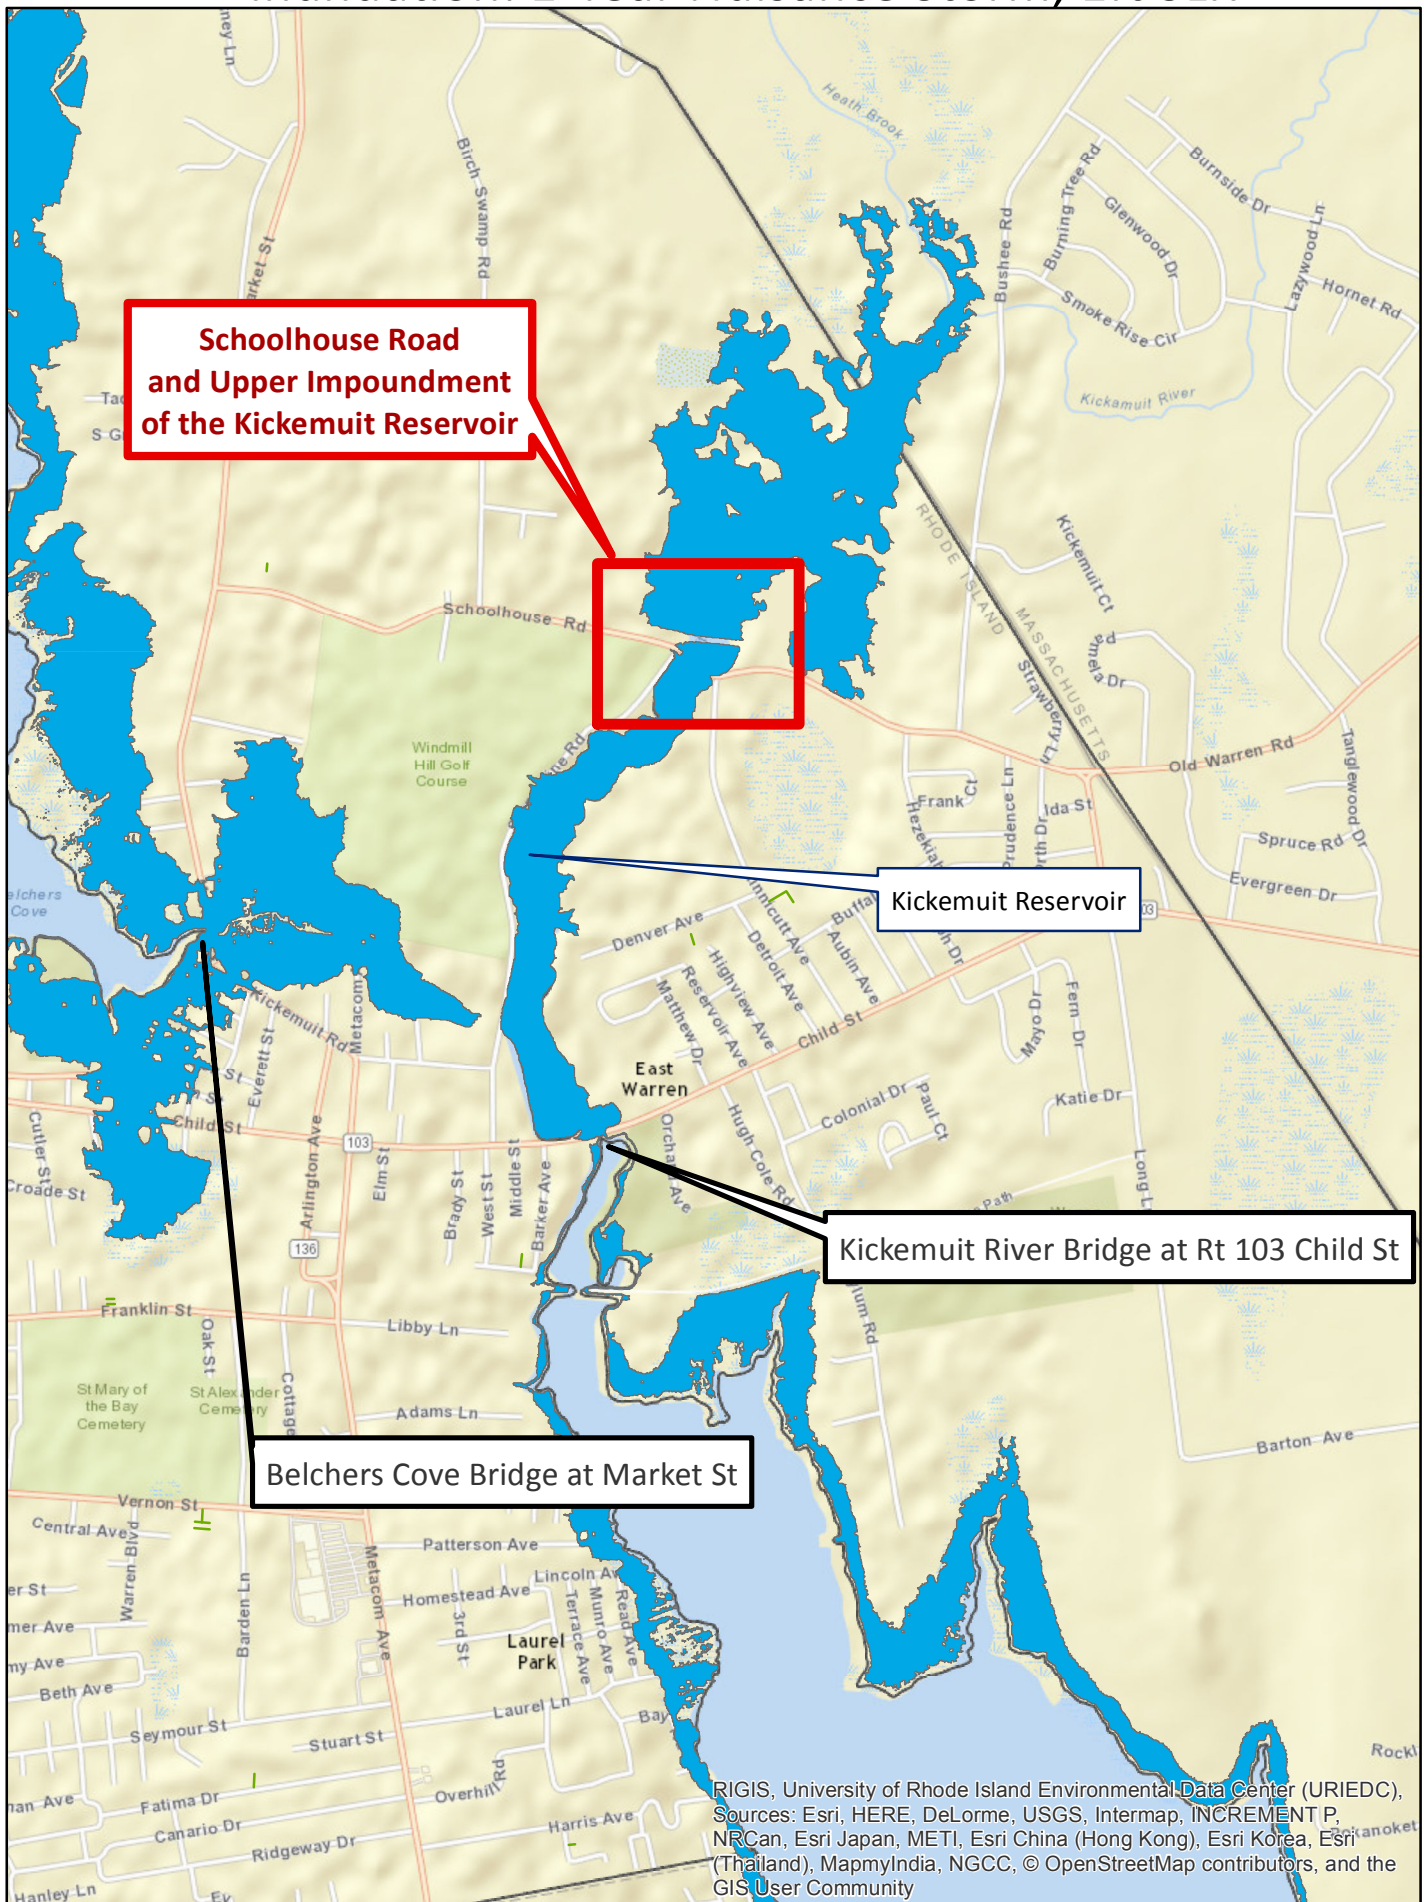 Heath Brook
Birch Swamp Rd
Burnside Dr
Burning Tree Rd
Glenwood Dr
Bushee Rd
Lazywood Ln
Hornet Rd
Smoke Rise Cir
Kickamuit River
Schoolhouse Road
and Upper Impoundment
of the Kickemuit Reservoir
RHODE ISLAND
MASSACHUSETTS
Kickemuit Ct
Schoolhouse Rd
Strawberry Ln
Old Warren Rd
Tanglewood Dr
Windmill
Hill Golf
Course
Frank Ct
Prudence Ln
Ida St
Spruce Rd
Evergreen Dr
Kickemuit Reservoir
Cove
Denver Ave
Detroit Ave
Aubin Ave
Highview Ave
Reservoir Ave
Matthew Dr
Child St
Mayo Dr
Fern Dr
Kickemuit Rd
Metacom
Everett St
East
Warren
Colonial Dr
Paul Ct
Katie Dr
Child St
103
Cutler St
Croade St
Arlington Ave
Elm St
Brady St
West St
Middle St
Barker Ave
Orchard Ave
Hugh Cole Rd
Path
136
Kickemuit River Bridge at Rt 103 Child St
Franklin St
Oak St
Libby Ln
St Mary of
the Bay
Cemetery
St Alexander
Cemetery
Cottage
Adams Ln
Barton Ave
Belchers Cove Bridge at Market St
Vernon St
Central Ave
Warren Blvd
Barden Ln
Metacom Ave
Patterson Ave
Lincoln Av
Homestead Ave
3rd St
Terrace Ave
Munro Ave
Read Ave
Laurel
Park
Beth Ave
Laurel Ln
Bay
Seymour St
Stuart St
Overhill Rd
Fatima Dr
Canario Dr
Ridgeway Dr
Harris Ave
Hanley Ln
RIGIS, University of Rhode Island Environmental Data Center (URIEDC),
Sources: Esri, HERE, DeLorme, USGS, Intermap, INCREMENT P,
NRCan, Esri Japan, METI, Esri China (Hong Kong), Esri Korea, Esri
(Thailand), MapmyIndia, NGCC, © OpenStreetMap contributors, and the
GIS User Community